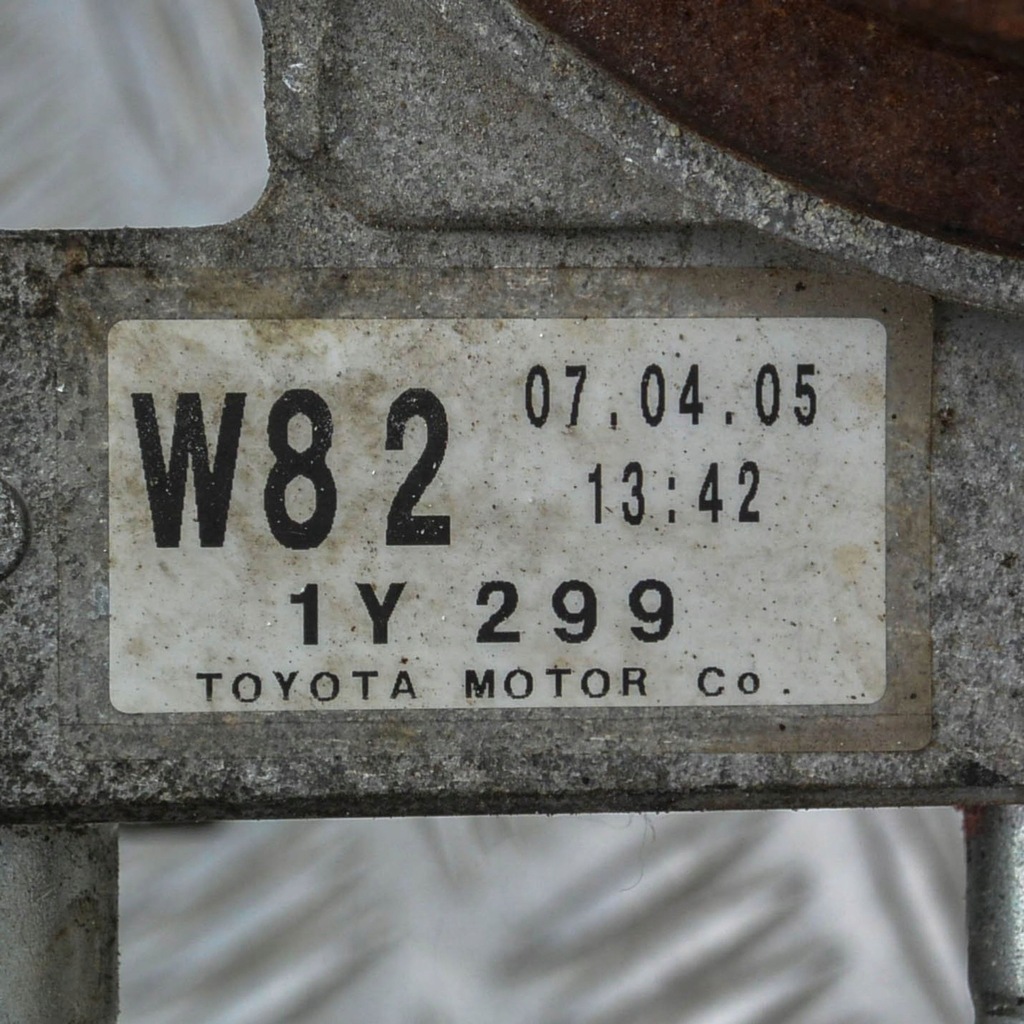 W82 07.04.05
13:42
1Y 299
TOYOTA MOTOR Co.